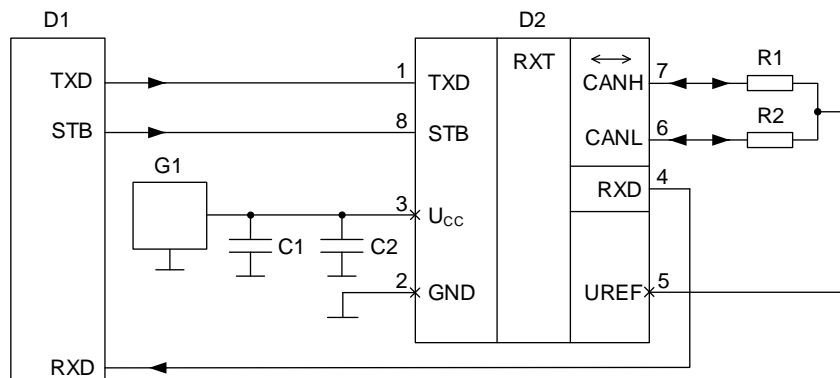 D1
D2
TXD
1
TXD
RXT
CANH
7
R1
STB
8
STB
CANL
6
R2
G1
RXD
4
3
U_CC
C1
C2
2
GND
UREF
5
RXD